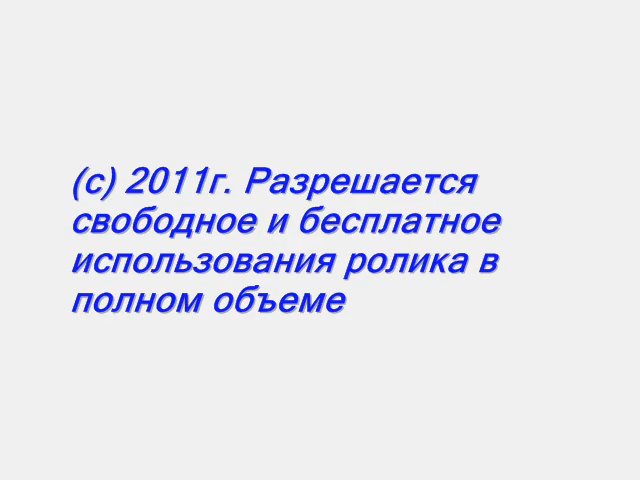 (с) 2011г. Разрешается
свободное и бесплатное
использования ролика в
полном объеме